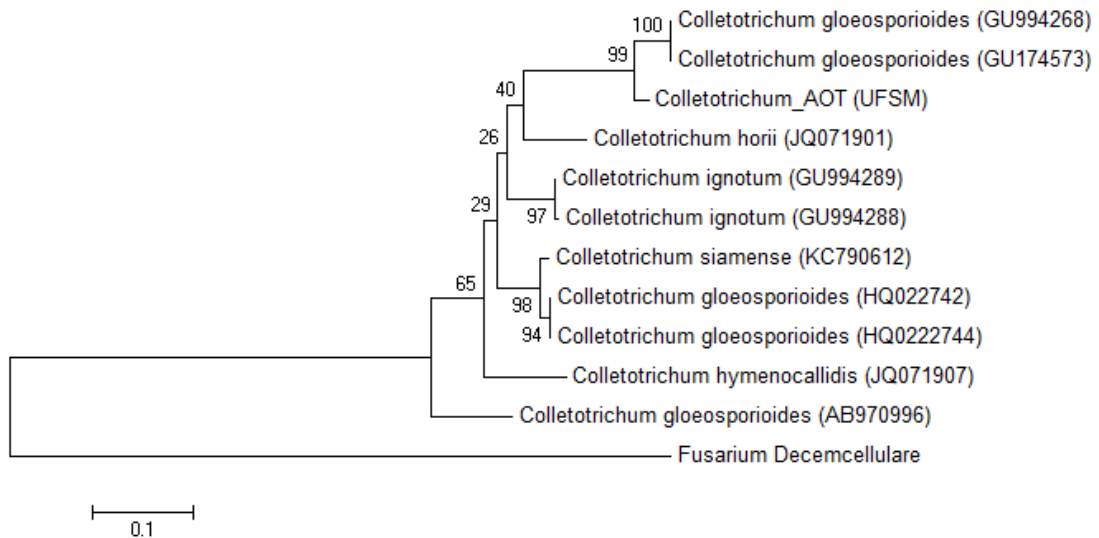 Colletotrichum gloeosporioides (GU994268)
100
Colletotrichum gloeosporioides (GU174573)
99
Colletotrichum_AOT (UFSM)
40
Colletotrichum horii (JQ071901)
26
Colletotrichum ignotum (GU994289)
97
Colletotrichum ignotum (GU994288)
29
Colletotrichum siamense (KC790612)
65
98
Colletotrichum gloeosporioides (HQ022742)
94
Colletotrichum gloeosporioides (HQ0222744)
Colletotrichum hymenocallidis (JQ071907)
Colletotrichum gloeosporioides (AB970996)
Fusarium Decemcellulare
0.1